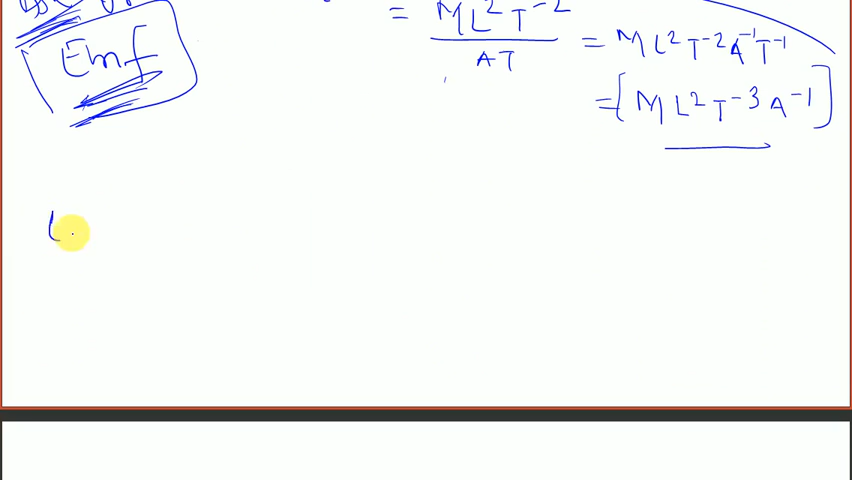 = ML²T⁻²
Emf
AT
= ML²T⁻²A⁻¹T⁻¹
=[ML²T⁻³A⁻¹]